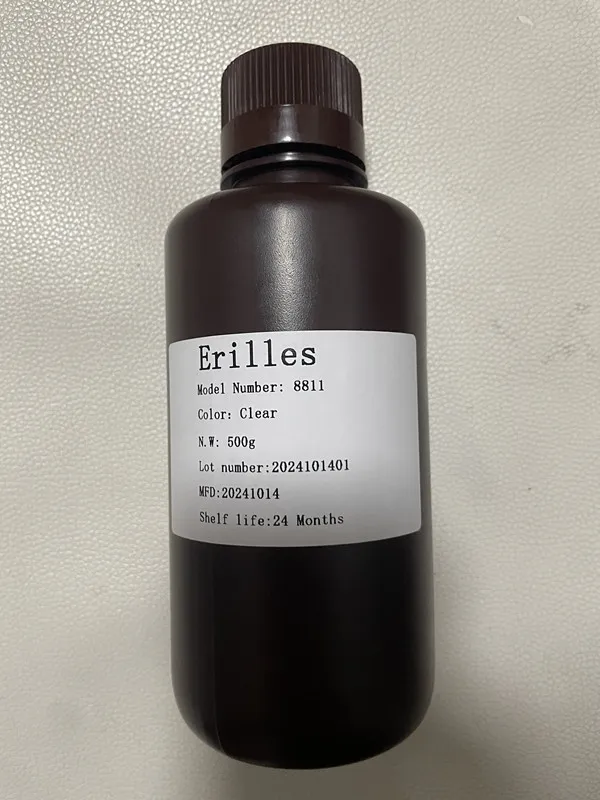 Erilles
Model Number: 8811
Color: Clear
N.W: 500g
Lot number:2024101401
MFD:20241014
Shelf life:24 Months